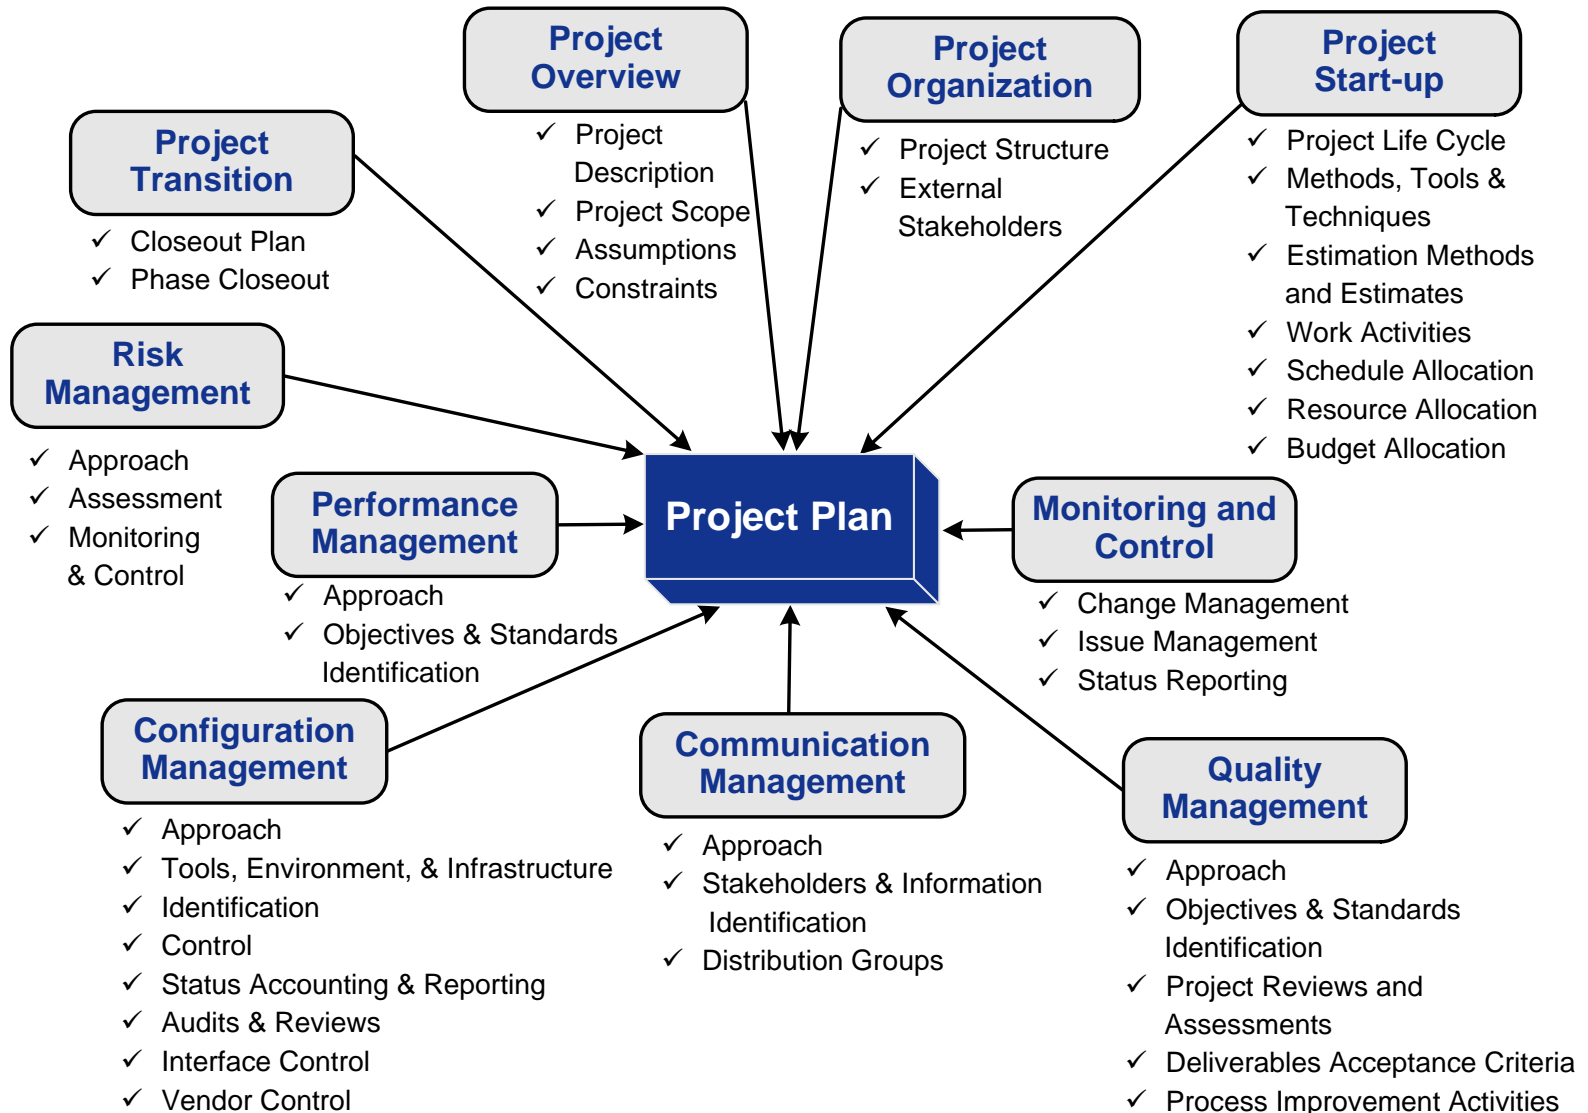 Project
Overview
✓ Project
Description
✓ Project Scope
✓ Assumptions
✓ Constraints
Project
Organization
✓ Project Structure
✓ External
Stakeholders
Project
Start-up
✓ Project Life Cycle
✓ Methods, Tools &
Techniques
✓ Estimation Methods
and Estimates
✓ Work Activities
✓ Schedule Allocation
✓ Resource Allocation
✓ Budget Allocation
Project
Transition
✓ Closeout Plan
✓ Phase Closeout
Risk
Management
✓ Approach
✓ Assessment
✓ Monitoring
& Control
Performance
Management
✓ Approach
✓ Objectives & Standards
Identification
Project Plan
Monitoring and
Control
✓ Change Management
✓ Issue Management
✓ Status Reporting
Configuration
Management
✓ Approach
✓ Tools, Environment, & Infrastructure
✓ Identification
✓ Control
✓ Status Accounting & Reporting
✓ Audits & Reviews
✓ Interface Control
✓ Vendor Control
Communication
Management
✓ Approach
✓ Stakeholders & Information
Identification
✓ Distribution Groups
Quality
Management
✓ Approach
✓ Objectives & Standards
Identification
✓ Project Reviews and
Assessments
✓ Deliverables Acceptance Criteria
✓ Process Improvement Activities